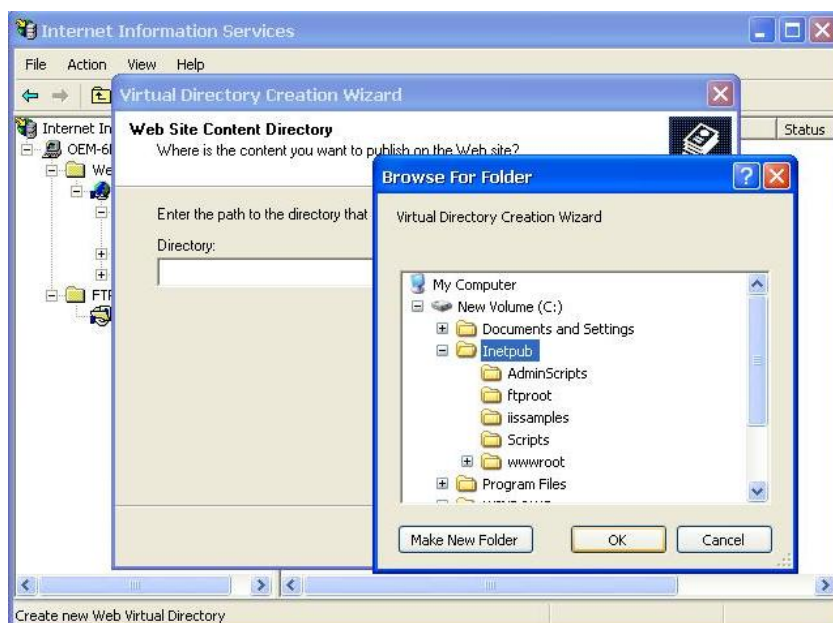 Internet Information Services
File Action View Help
Virtual Directory Creation Wizard
Internet In
Status
OEM-6
We
FTP
Web Site Content Directory
Where is the content you want to publish on the Web site?
Enter the path to the directory that
Directory:
Browse For Folder
Virtual Directory Creation Wizard
My Computer
New Volume (C:)
Documents and Settings
Inetpub
AdminScripts
ftproot
iissamples
Scripts
wwwroot
Program Files
Make New Folder
OK
Cancel
Create new Web Virtual Directory